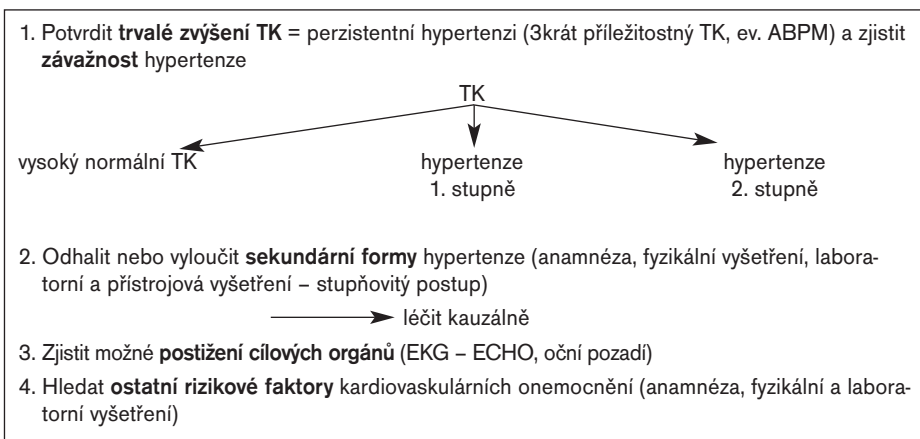 1. Potvrdit trvalé zvýšení TK = perzistentní hypertenzi (3krát příležitostný TK, ev. ABPM) a zjistit
závažnost hypertenze
TK
vysoký normální TK hypertenze hypertenze
1. stupně 2. stupně
2. Odhalit nebo vyloučit sekundární formy hypertenze (anamnéza, fyzikální vyšetření, labora-
torní a přístrojová vyšetření – stupňovitý postup)
léčit kauzálně
3. Zjistit možné postižení cílových orgánů (EKG – ECHO, oční pozadí)
4. Hledat ostatní rizikové faktory kardiovaskulárních onemocnění (anamnéza, fyzikální a labora-
torní vyšetření)